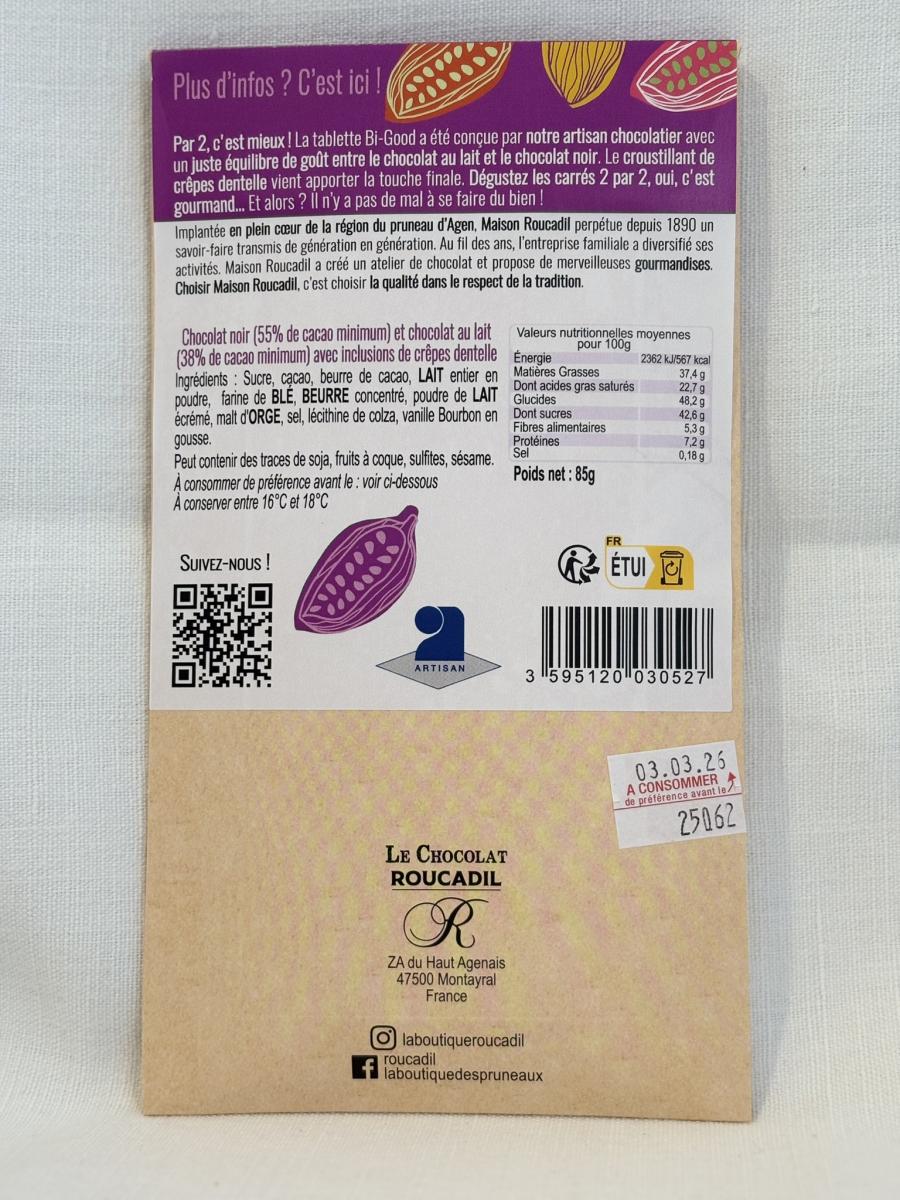 Plus d'infos ? C'est ici !
Par 2, c'est mieux ! La tablette Bi-Good a été conçue par notre artisan chocolatier avec
un juste équilibre de goût entre le chocolat au lait et le chocolat noir. Le croustillant de
crêpes dentelle vient apporter la touche finale. Dégustez les carrés 2 par 2, oui, c'est
gourmand... Et alors ? Il n'y a pas de mal à se faire du bien !
Implantée en plein cœur de la région du pruneau d'Agen, Maison Roucadil perpétue depuis 1890 un
savoir-faire transmis de génération en génération. Au fil des ans, l'entreprise familiale a diversifié ses
activités. Maison Roucadil a créé un atelier de chocolat et propose de merveilleuses gourmandises.
Choisir Maison Roucadil, c'est choisir la qualité dans le respect de la tradition.
Chocolat noir (55% de cacao minimum) et chocolat au lait
(38% de cacao minimum) avec inclusions de crêpes dentelle
Ingrédients : Sucre, cacao, beurre de cacao, LAIT entier en
poudre, farine de BLÉ, BEURRE concentré, poudre de LAIT
écrémé, malt d'ORGE, sel, lécithine de colza, vanille Bourbon en
gousse.
Peut contenir des traces de soja, fruits à coque, sulfites, sésame.
À consommer de préférence avant le : voir ci-dessous
À conserver entre 16°C et 18°C
Valeurs nutritionnelles moyennes
pour 100g
Énergie 2362 kJ/567 kcal
Matières Grasses 37,4 g
Dont acides gras saturés 22,7 g
Glucides 48,2 g
Dont sucres 42,6 g
Fibres alimentaires 5,3 g
Protéines 7,2 g
Sel 0,18 g
Poids net : 85g
SUIVEZ-NOUS !
FR
ÉTUI
ARTISAN
3 595120 030527
03.03.26
A CONSOMMER
de préférence avant le
25062
LE CHOCOLAT
ROUCADIL
R
ZA du Haut Agenais
47500 Montayral
France
laboutiqueroucadil
roucadil
laboutiquedespruneaux